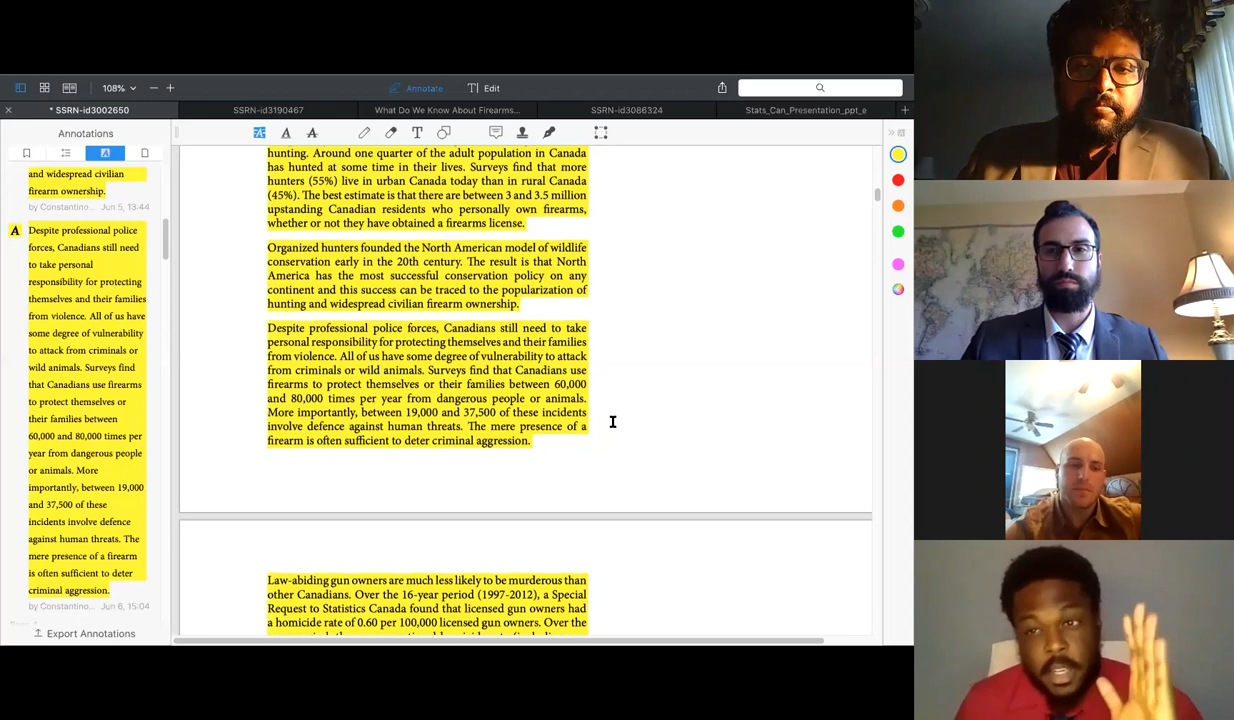 108%
Annotate
Edit
* SSRN-id3002650
SSRN-id3190467
What Do We Know About Firearms...
SSRN-id3086324
Stats_Can_Presentation_ppt_e
Annotations
and widespread civilian
firearm ownership.
by Constantino... Jun 5, 13:44
Despite professional police
forces, Canadians still need
to take personal
responsibility for protecting
themselves and their families
from violence. All of us have
some degree of vulnerability
to attack from criminals or
wild animals. Surveys find
that Canadians use firearms
to protect themselves or
their families between
60,000 and 80,000 times per
year from dangerous people
or animals. More
importantly, between 19,000
and 37,500 of these
incidents involve defence
against human threats. The
mere presence of a firearm
is often sufficient to deter
criminal aggression.
by Constantino... Jun 6, 15:04
Export Annotations
hunting. Around one quarter of the adult population in Canada
has hunted at some time in their lives. Surveys find that more
hunters (55%) live in urban Canada today than in rural Canada
(45%). The best estimate is that there are between 3 and 3.5 million
upstanding Canadian residents who personally own firearms,
whether or not they have obtained a firearms license.
Organized hunters founded the North American model of wildlife
conservation early in the 20th century. The result is that North
America has the most successful conservation policy on any
continent and this success can be traced to the popularization of
hunting and widespread civilian firearm ownership.
Despite professional police forces, Canadians still need to take
personal responsibility for protecting themselves and their families
from violence. All of us have some degree of vulnerability to attack
from criminals or wild animals. Surveys find that Canadians use
firearms to protect themselves or their families between 60,000
and 80,000 times per year from dangerous people or animals.
More importantly, between 19,000 and 37,500 of these incidents
involve defence against human threats. The mere presence of a
firearm is often sufficient to deter criminal aggression.
Law-abiding gun owners are much less likely to be murderous than
other Canadians. Over the 16-year period (1997-2012), a Special
Request to Statistics Canada found that licensed gun owners had
a homicide rate of 0.60 per 100,000 licensed gun owners. Over the